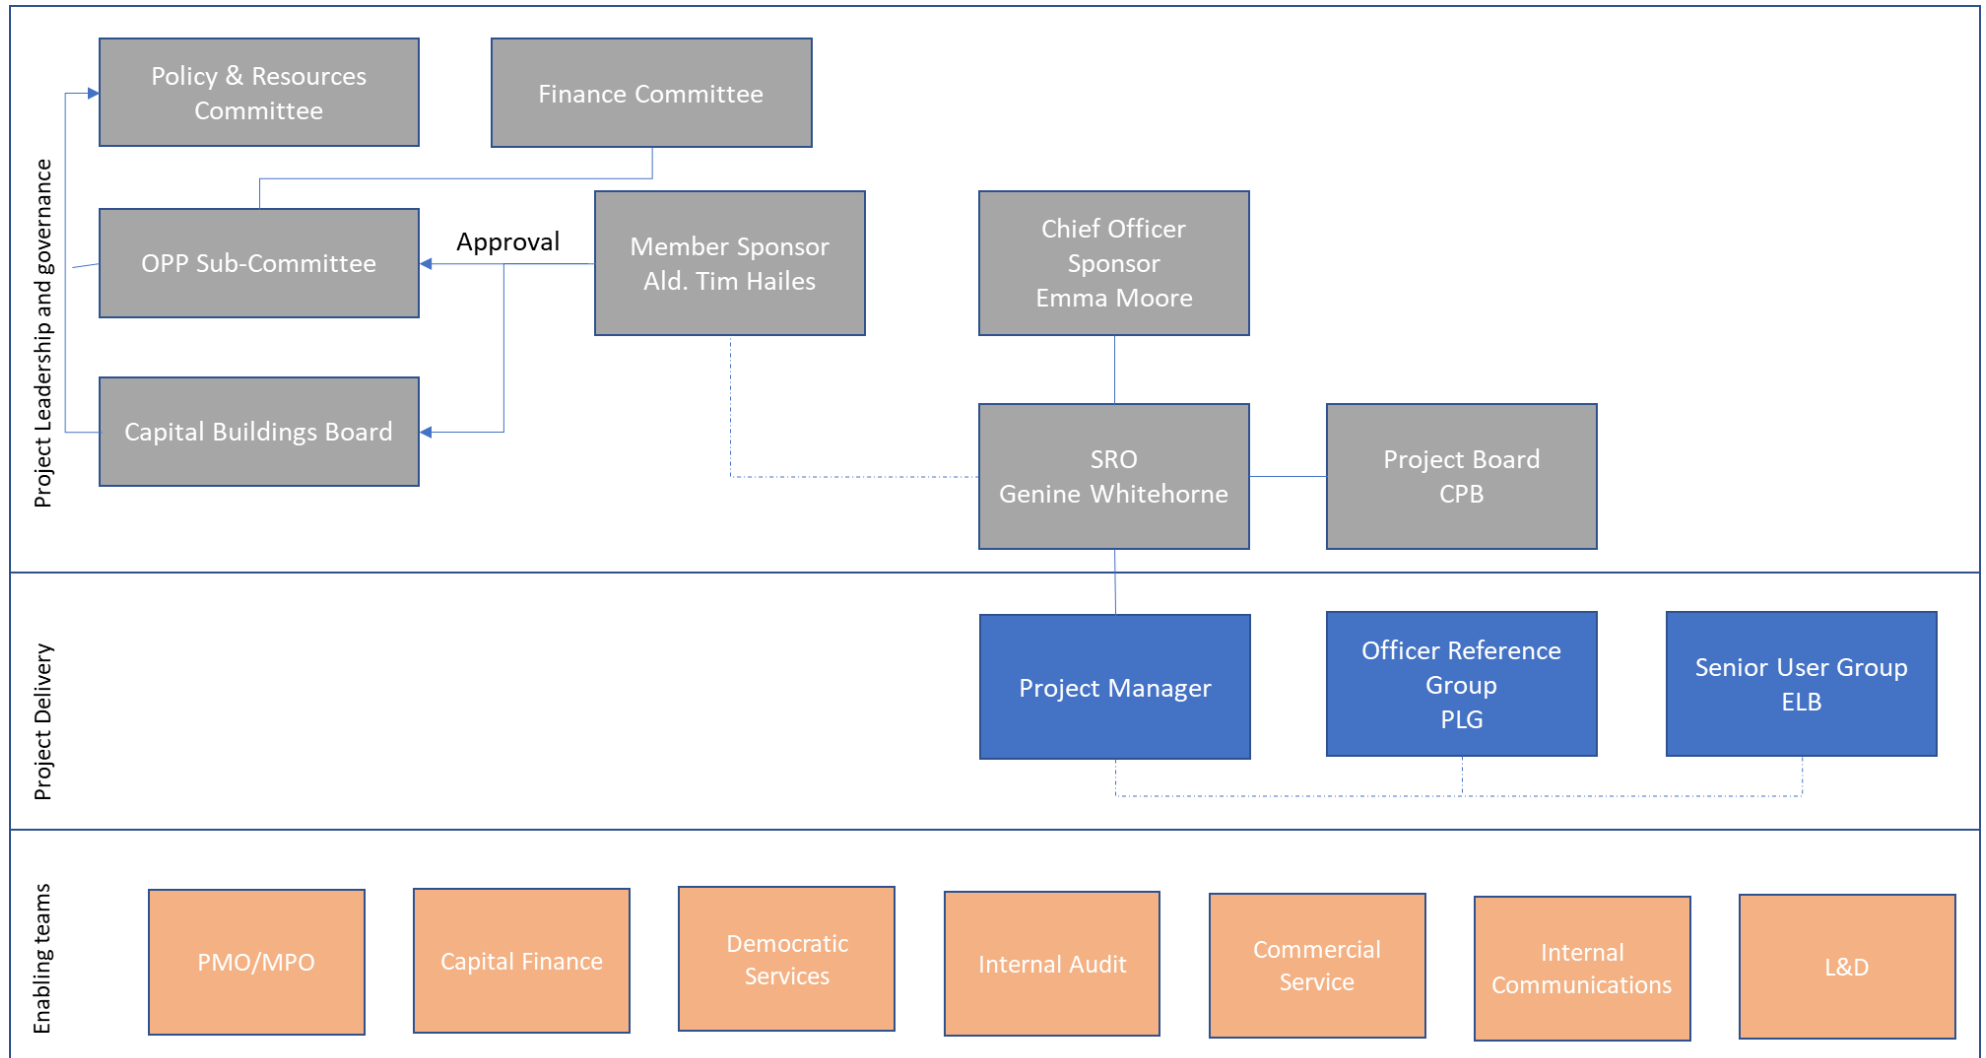 Project Leadership and governance
Policy & Resources
Committee
Finance Committee
OPP Sub-Committee
Approval
Member Sponsor
Ald. Tim Hailes
Chief Officer
Sponsor
Emma Moore
Capital Buildings Board
SRO
Genine Whitehorne
Project Board
CPB
Project Delivery
Project Manager
Officer Reference
Group
PLG
Senior User Group
ELB
Enabling teams
PMO/MPO
Capital Finance
Democratic
Services
Internal Audit
Commercial
Service
Internal
Communications
L&D